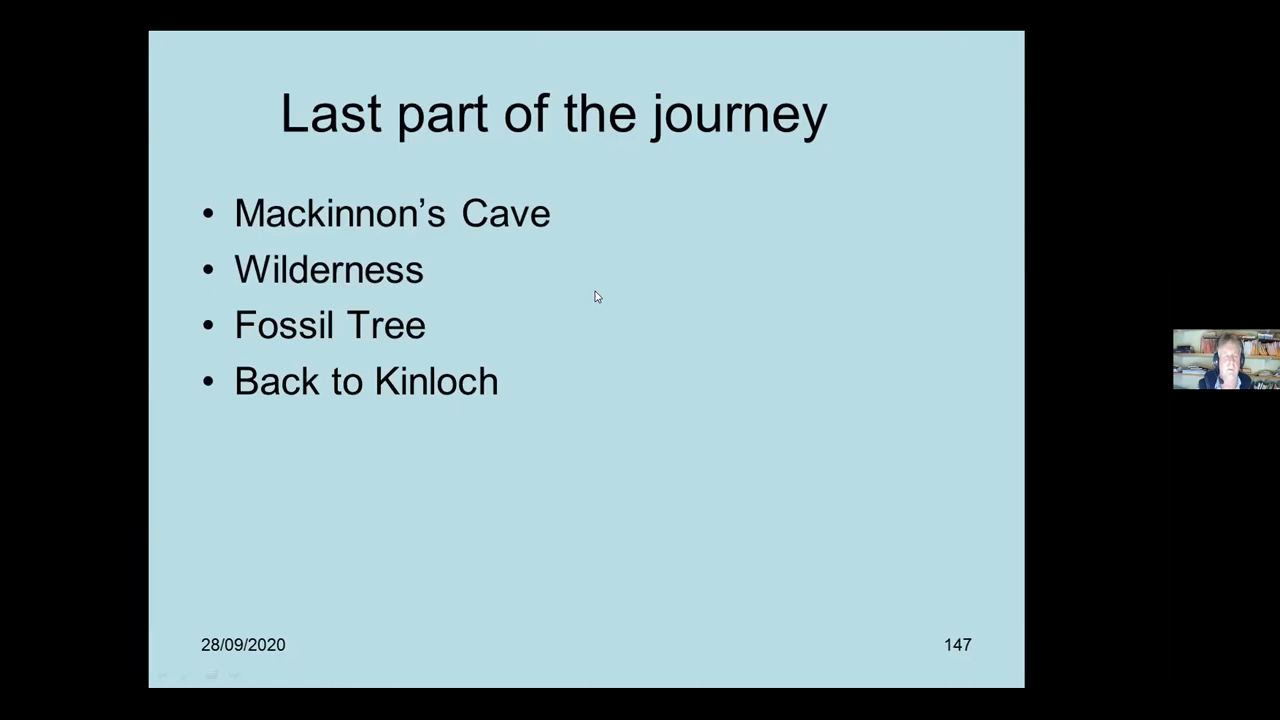 Last part of the journey
• Mackinnon’s Cave
• Wilderness
• Fossil Tree
• Back to Kinloch
28/09/2020
147